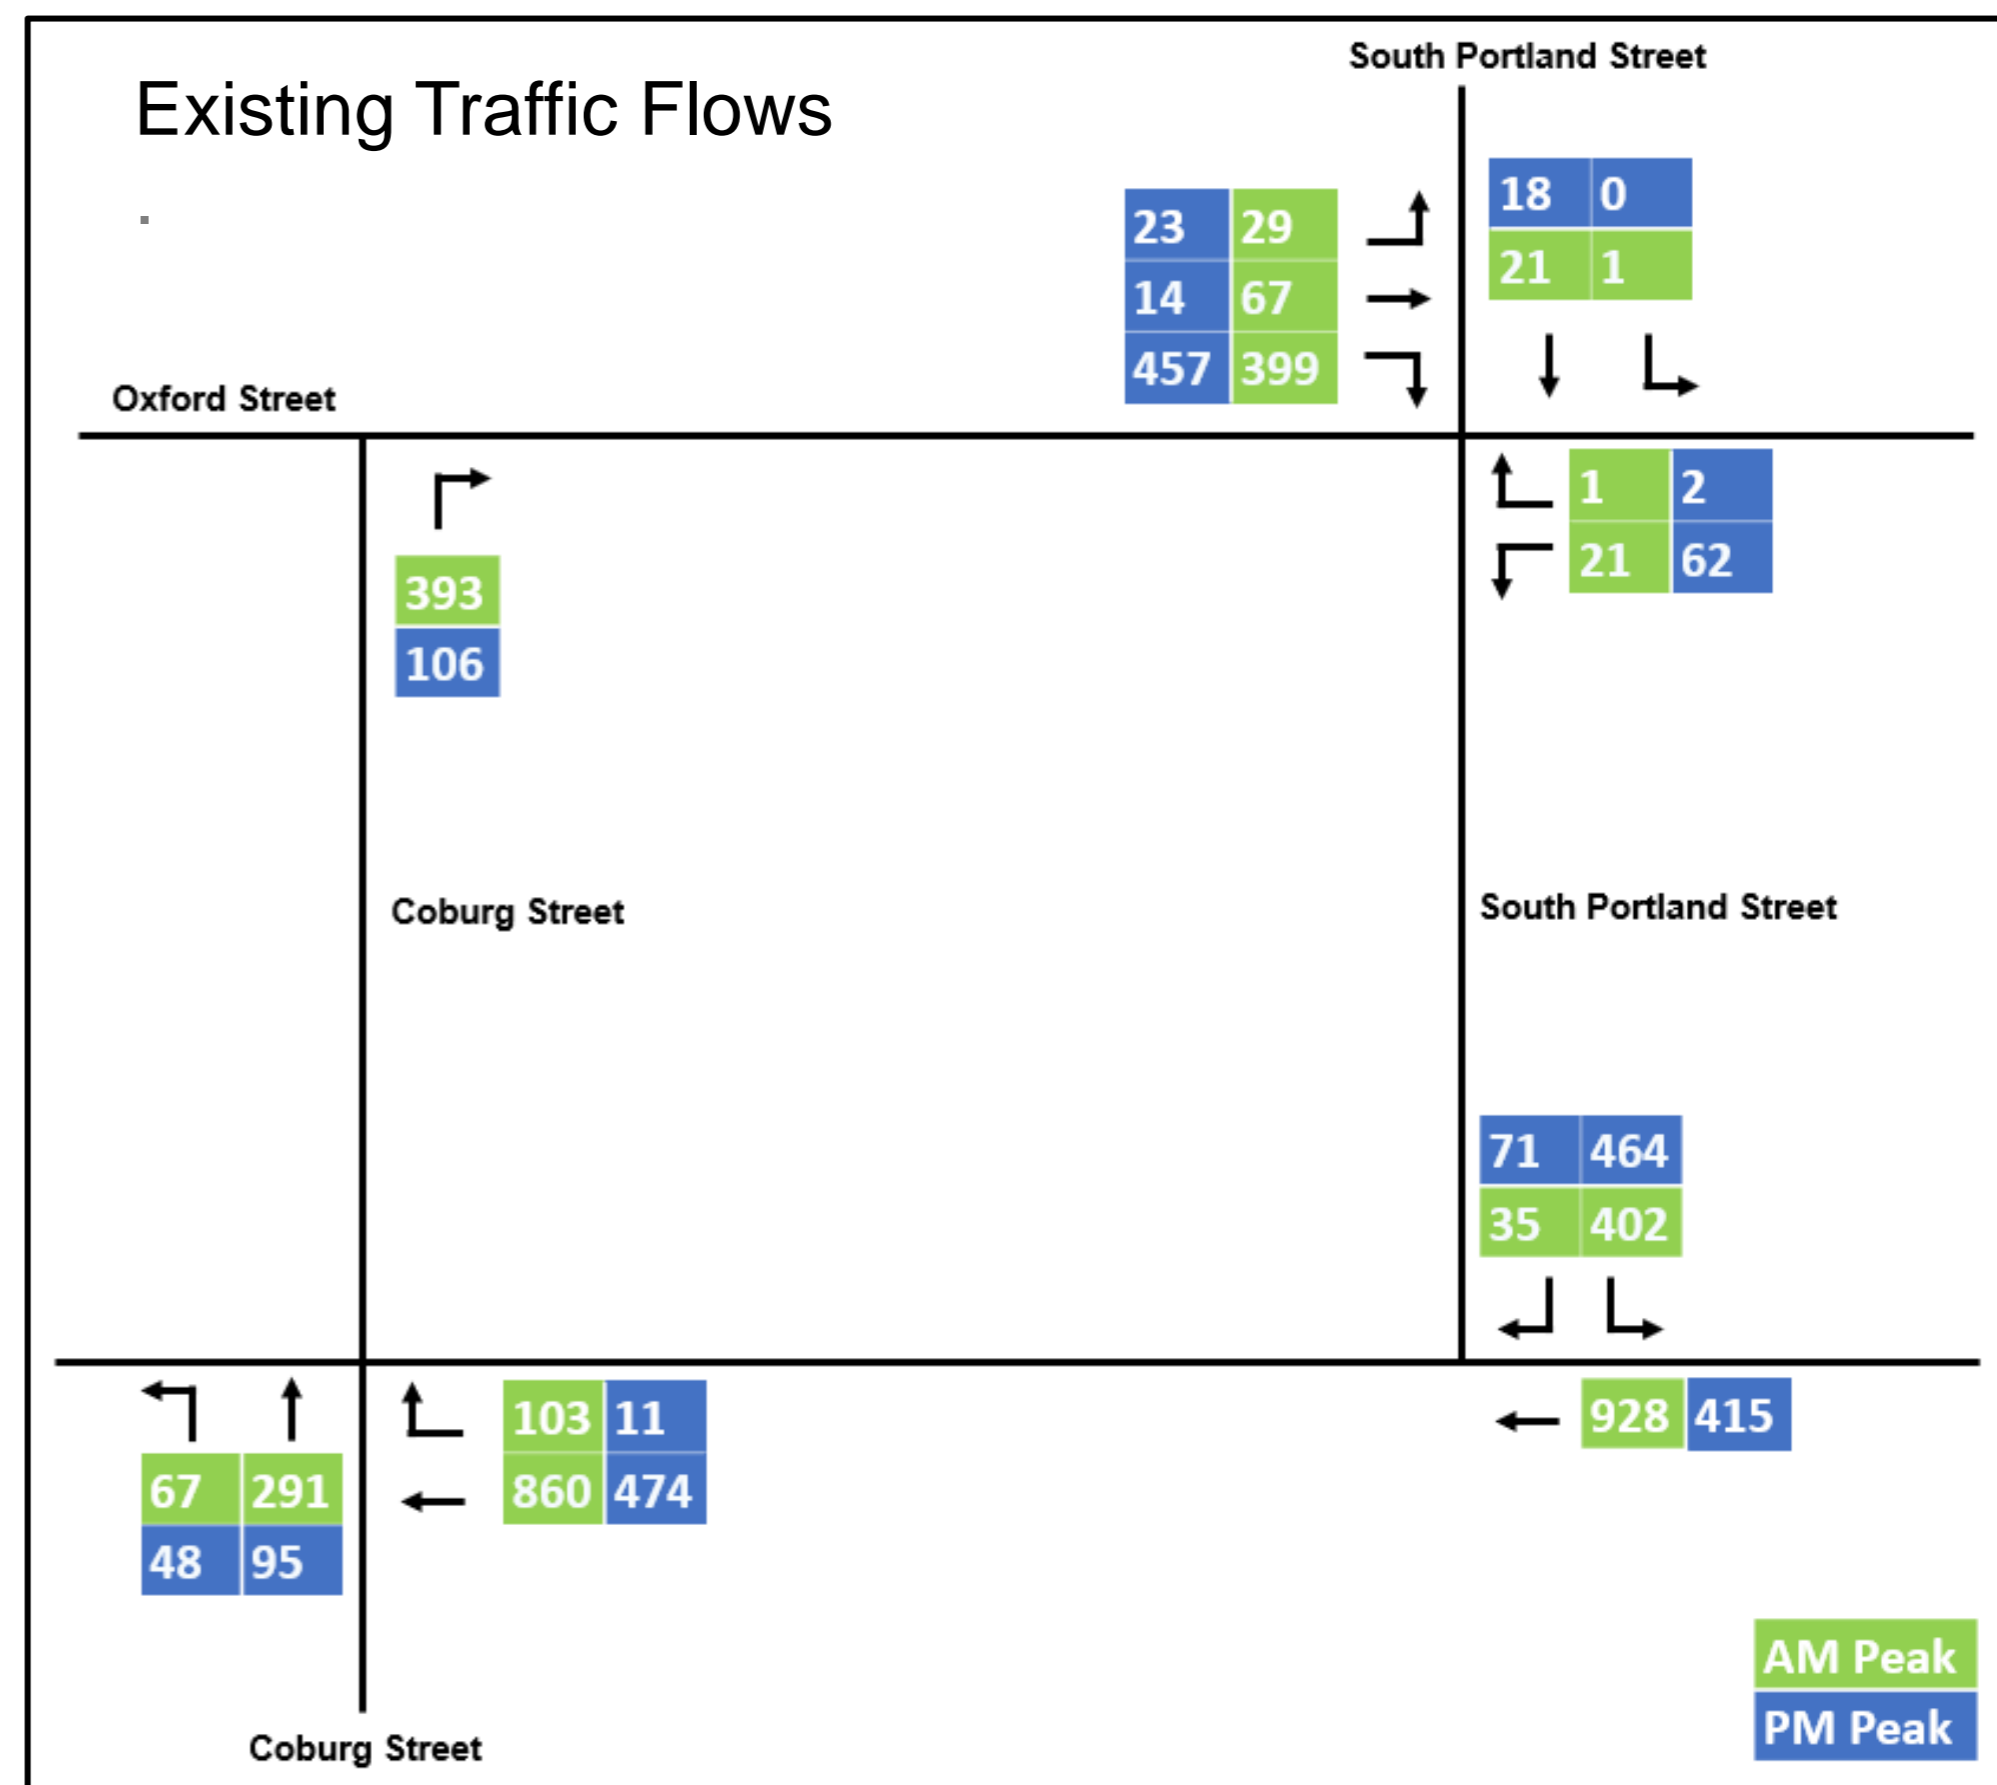 South Portland Street
Existing Traffic Flows
18 0
21 1
23 29
14 67
457 399
Oxford Street
1 2
21 62
393
106
Coburg Street
South Portland Street
71 464
35 402
928 415
103 11
860 474
67 291
48 95
AM Peak
PM Peak
Coburg Street